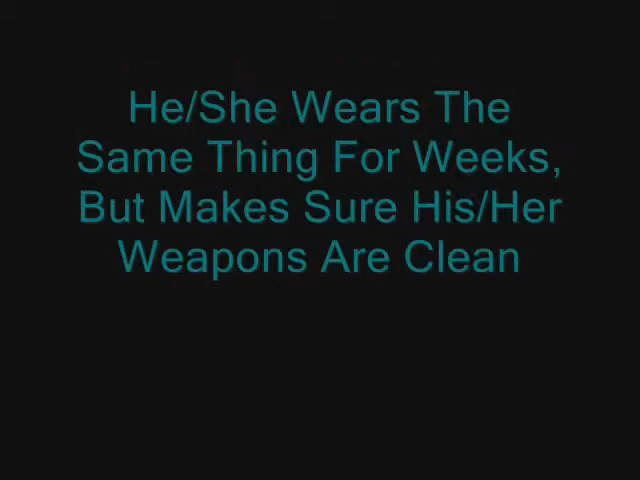 He/She Wears The
Same Thing For Weeks,
But Makes Sure His/Her
Weapons Are Clean